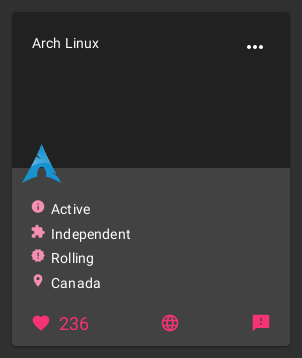 Arch Linux
Active
Independent
Rolling
Canada
236